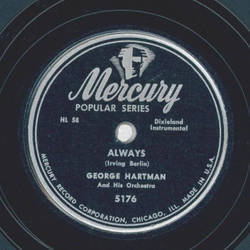 Mercury
POPULAR SERIES
HL 58
Dixieland
Instrumental
ALWAYS
(Irving Berlin)
GEORGE HARTMAN
And His Orchestra
5176
MERCURY RECORD CORPORATION, CHICAGO, ILL. MADE IN U.S.A.